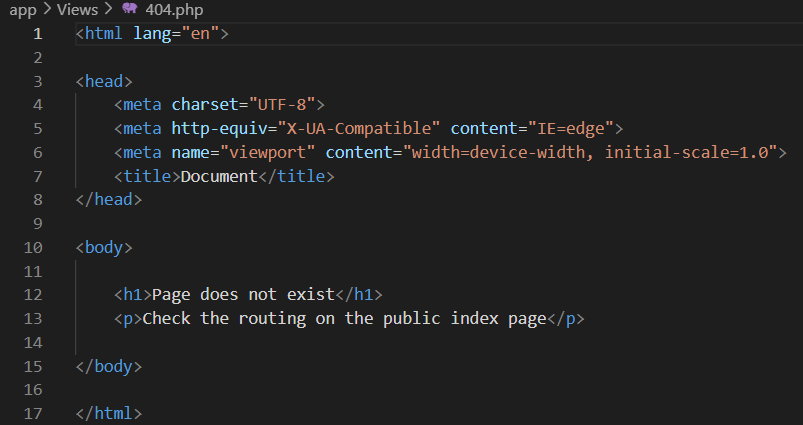 app > Views > 404.php
1 <html lang="en">
2
3 <head>
4     <meta charset="UTF-8">
5     <meta http-equiv="X-UA-Compatible" content="IE=edge">
6     <meta name="viewport" content="width=device-width, initial-scale=1.0">
7     <title>Document</title>
8 </head>
9
10 <body>
11
12     <h1>Page does not exist</h1>
13     <p>Check the routing on the public index page</p>
14
15 </body>
16
17 </html>